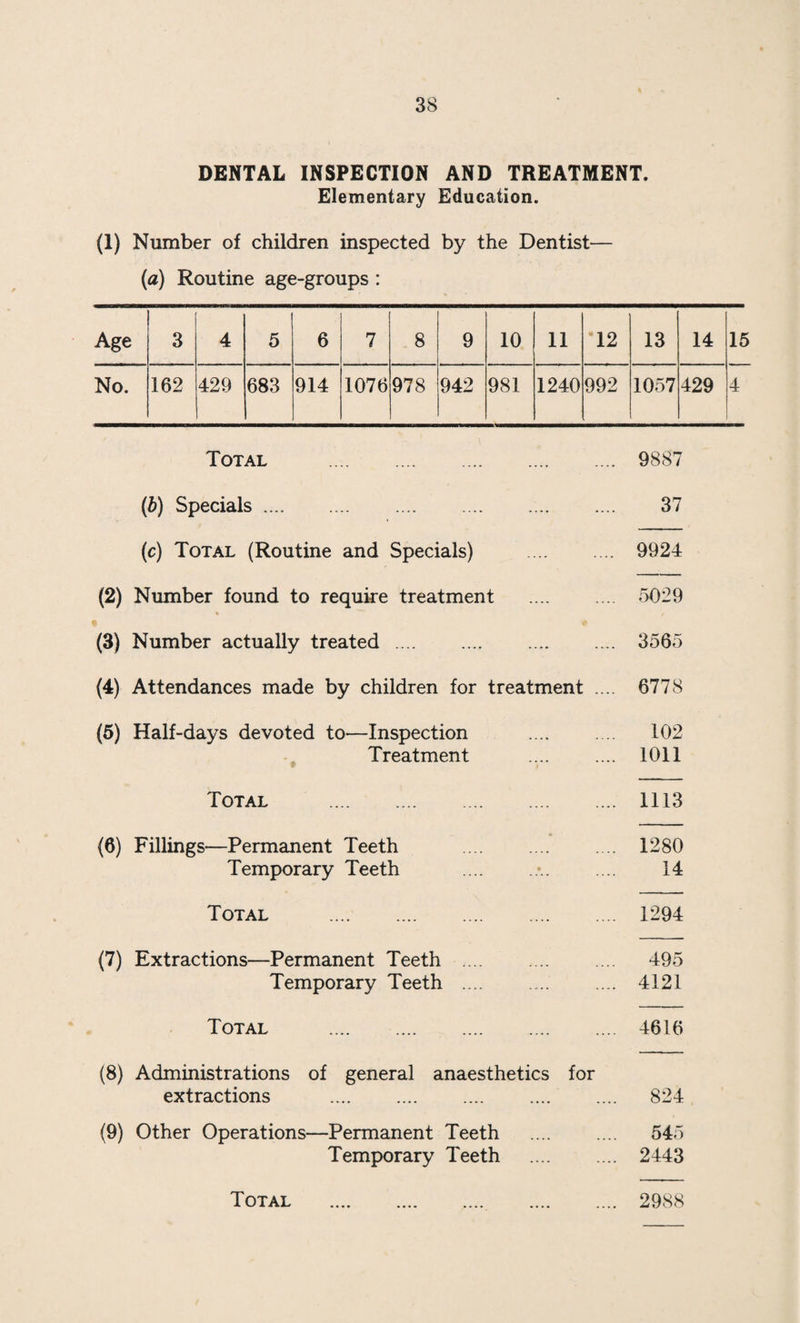 38
DENTAL INSPECTION AND TREATMENT.
Elementary Education.
(1) Number of children inspected by the Dentist—
(a) Routine age-groups :
Age 3 4 5 6 7 8 9 10 11 12 13 14 15
No. 162 429 683 914 1076 978 942 981 1240 992 1057 429 4
Total .... .... .... .... .... 9887
(b) Specials .... .... .... .... .... .... 37
(c) Total (Routine and Specials) .... .... 9924
(2) Number found to require treatment .... .... 5029
(3) Number actually treated .... .... .... .... 3565
(4) Attendances made by children for treatment .... 6778
(5) Half-days devoted to—Inspection .... .... 102
Treatment .... .... 1011
Total .... .... .... .... .... 1113
(6) Fillings—Permanent Teeth .... .... .... 1280
Temporary Teeth .... .... .... 14
Total .... .... .... .... .... 1294
(7) Extractions—Permanent Teeth .... .... .... 495
Temporary Teeth .... .... .... 4121
Total .... .... .... .... .... 4616
(8) Administrations of general anaesthetics for
extractions .... .... .... .... .... 824
(9) Other Operations—Permanent Teeth .... .... 545
Temporary Teeth .... .... 2443
Total .... .... .... .... .... 2988